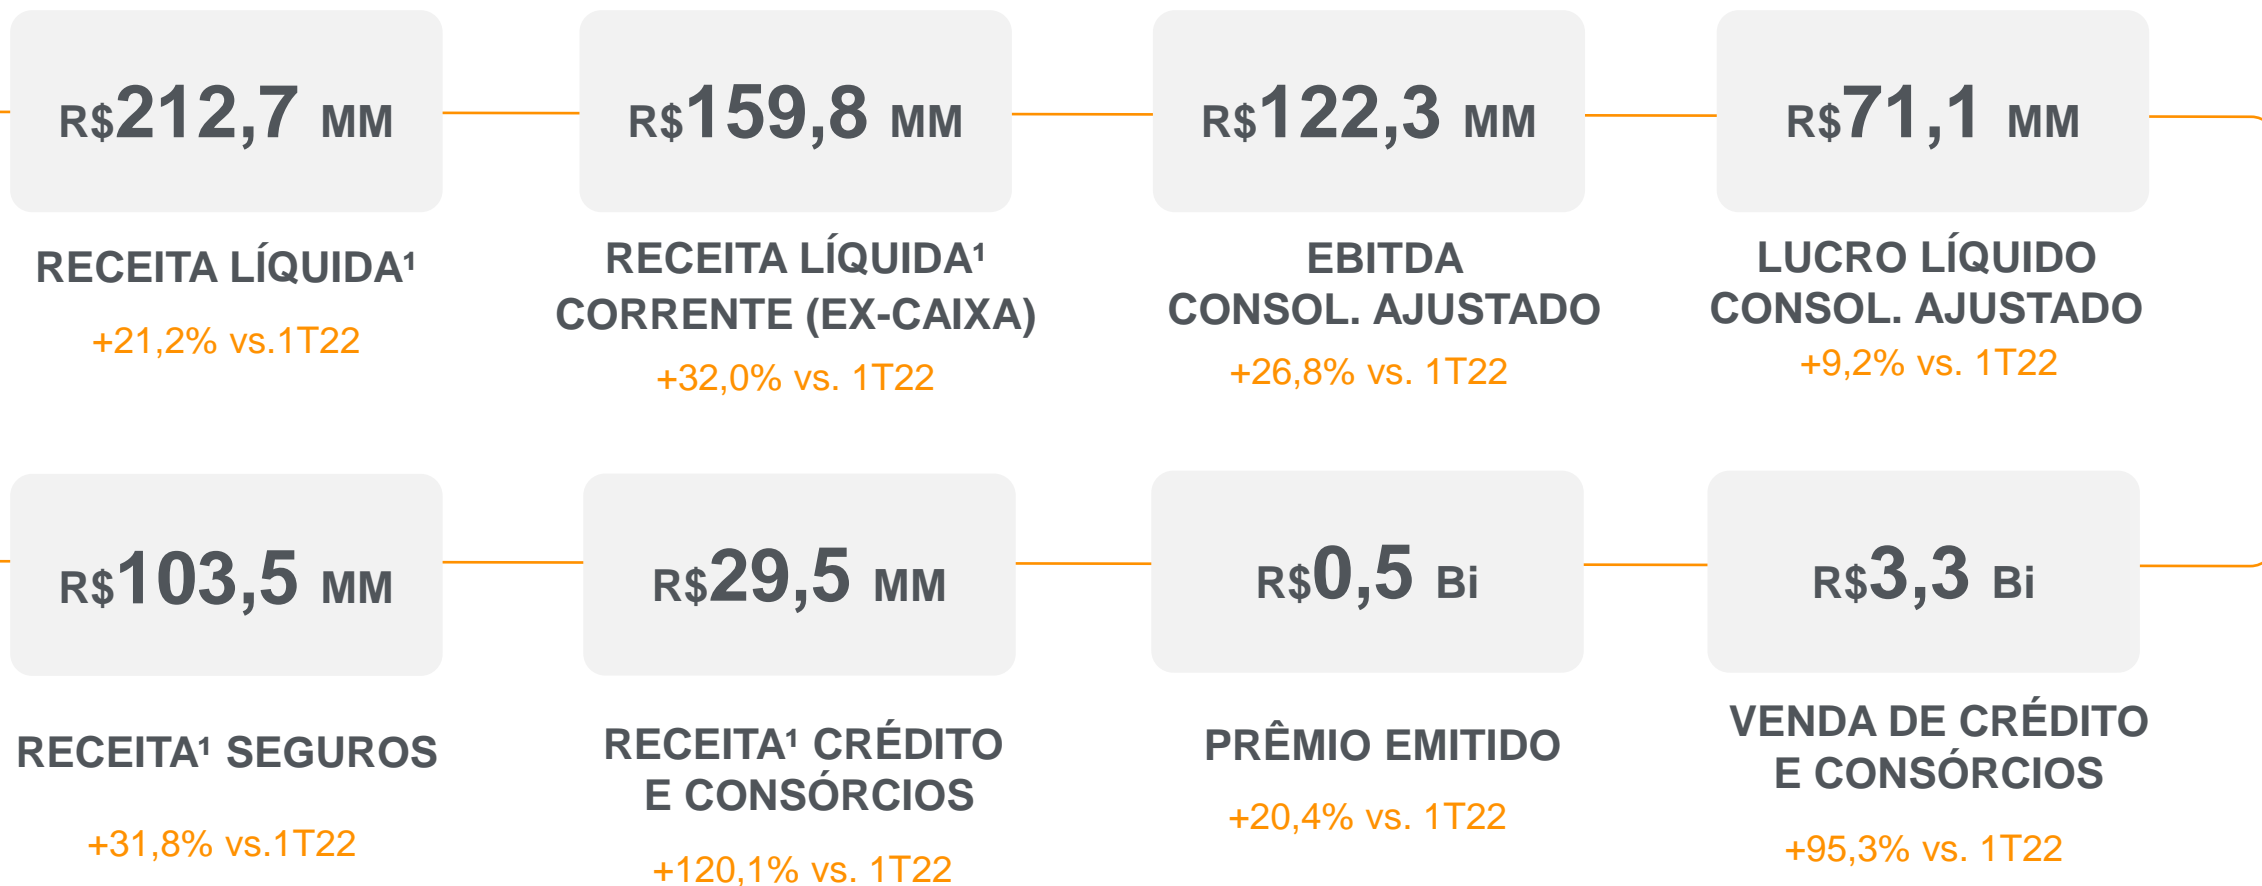 R$212,7 MM
RECEITA LÍQUIDA¹
+21,2% vs.1T22
R$159,8 MM
RECEITA LÍQUIDA¹
CORRENTE (EX-CAIXA)
+32,0% vs. 1T22
R$122,3 MM
EBITDA
CONSOL. AJUSTADO
+26,8% vs. 1T22
R$71,1 MM
LUCRO LÍQUIDO
CONSOL. AJUSTADO
+9,2% vs. 1T22
R$103,5 MM
RECEITA¹ SEGUROS
+31,8% vs.1T22
R$29,5 MM
RECEITA¹ CRÉDITO
E CONSÓRCIOS
+120,1% vs. 1T22
R$0,5 Bi
PRÊMIO EMITIDO
+20,4% vs. 1T22
R$3,3 Bi
VENDA DE CRÉDITO
E CONSÓRCIOS
+95,3% vs. 1T22